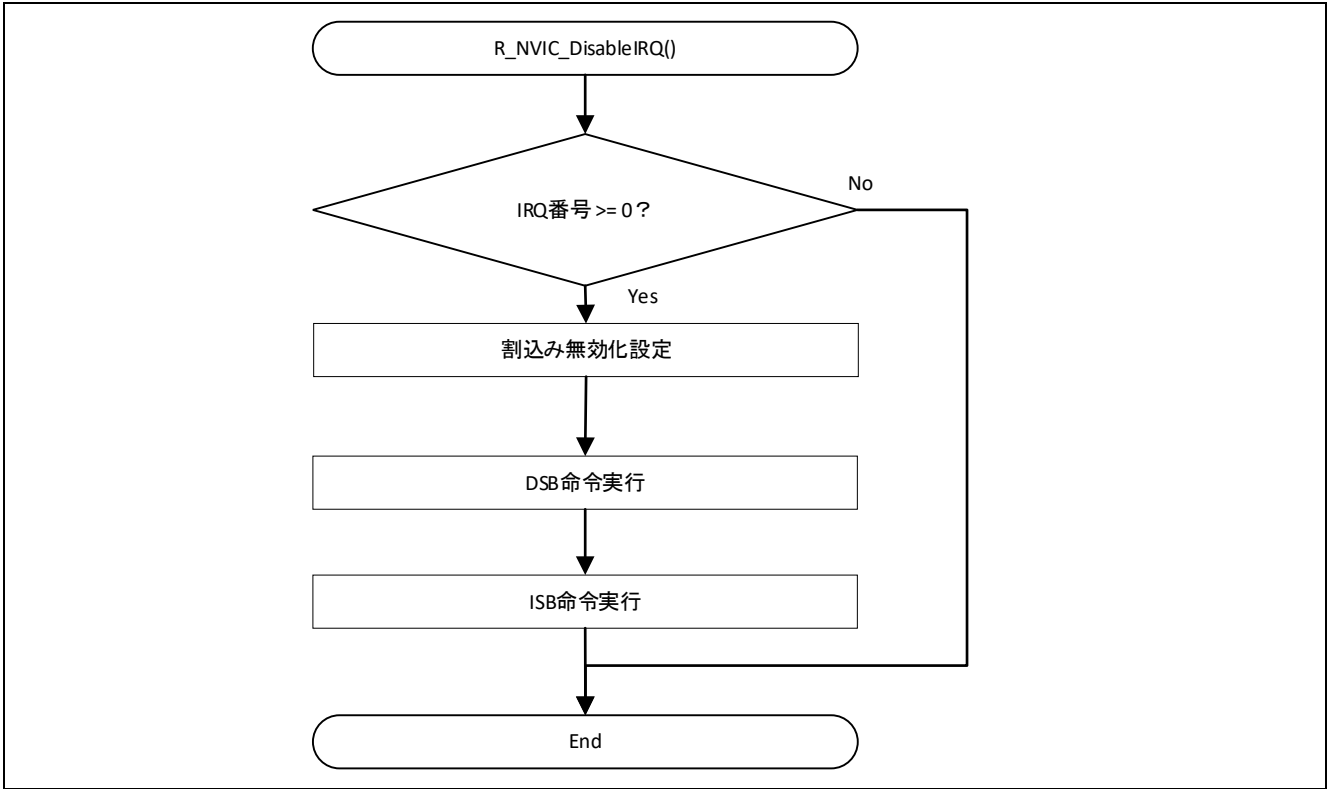 R_NVIC_DisableIRQ()
IRQ番号 >= 0？
No
Yes
割込み無効化設定
DSB命令実行
ISB命令実行
End